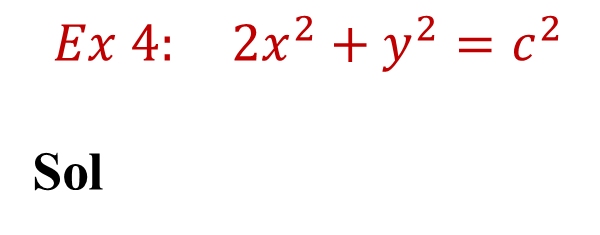 Ex 4: 2x² + y² = c²
Sol